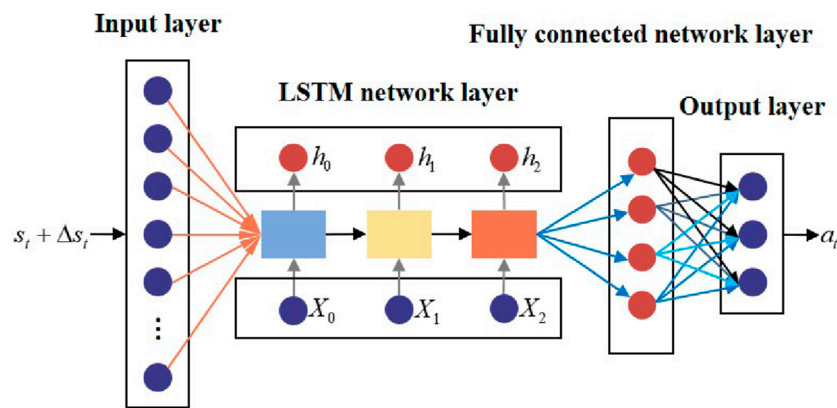 Input layer
Fully connected network layer
LSTM network layer
Output layer
h₀ h₁ h₂
sₜ + Δsₜ
aₜ
⋮
X₀ X₁ X₂